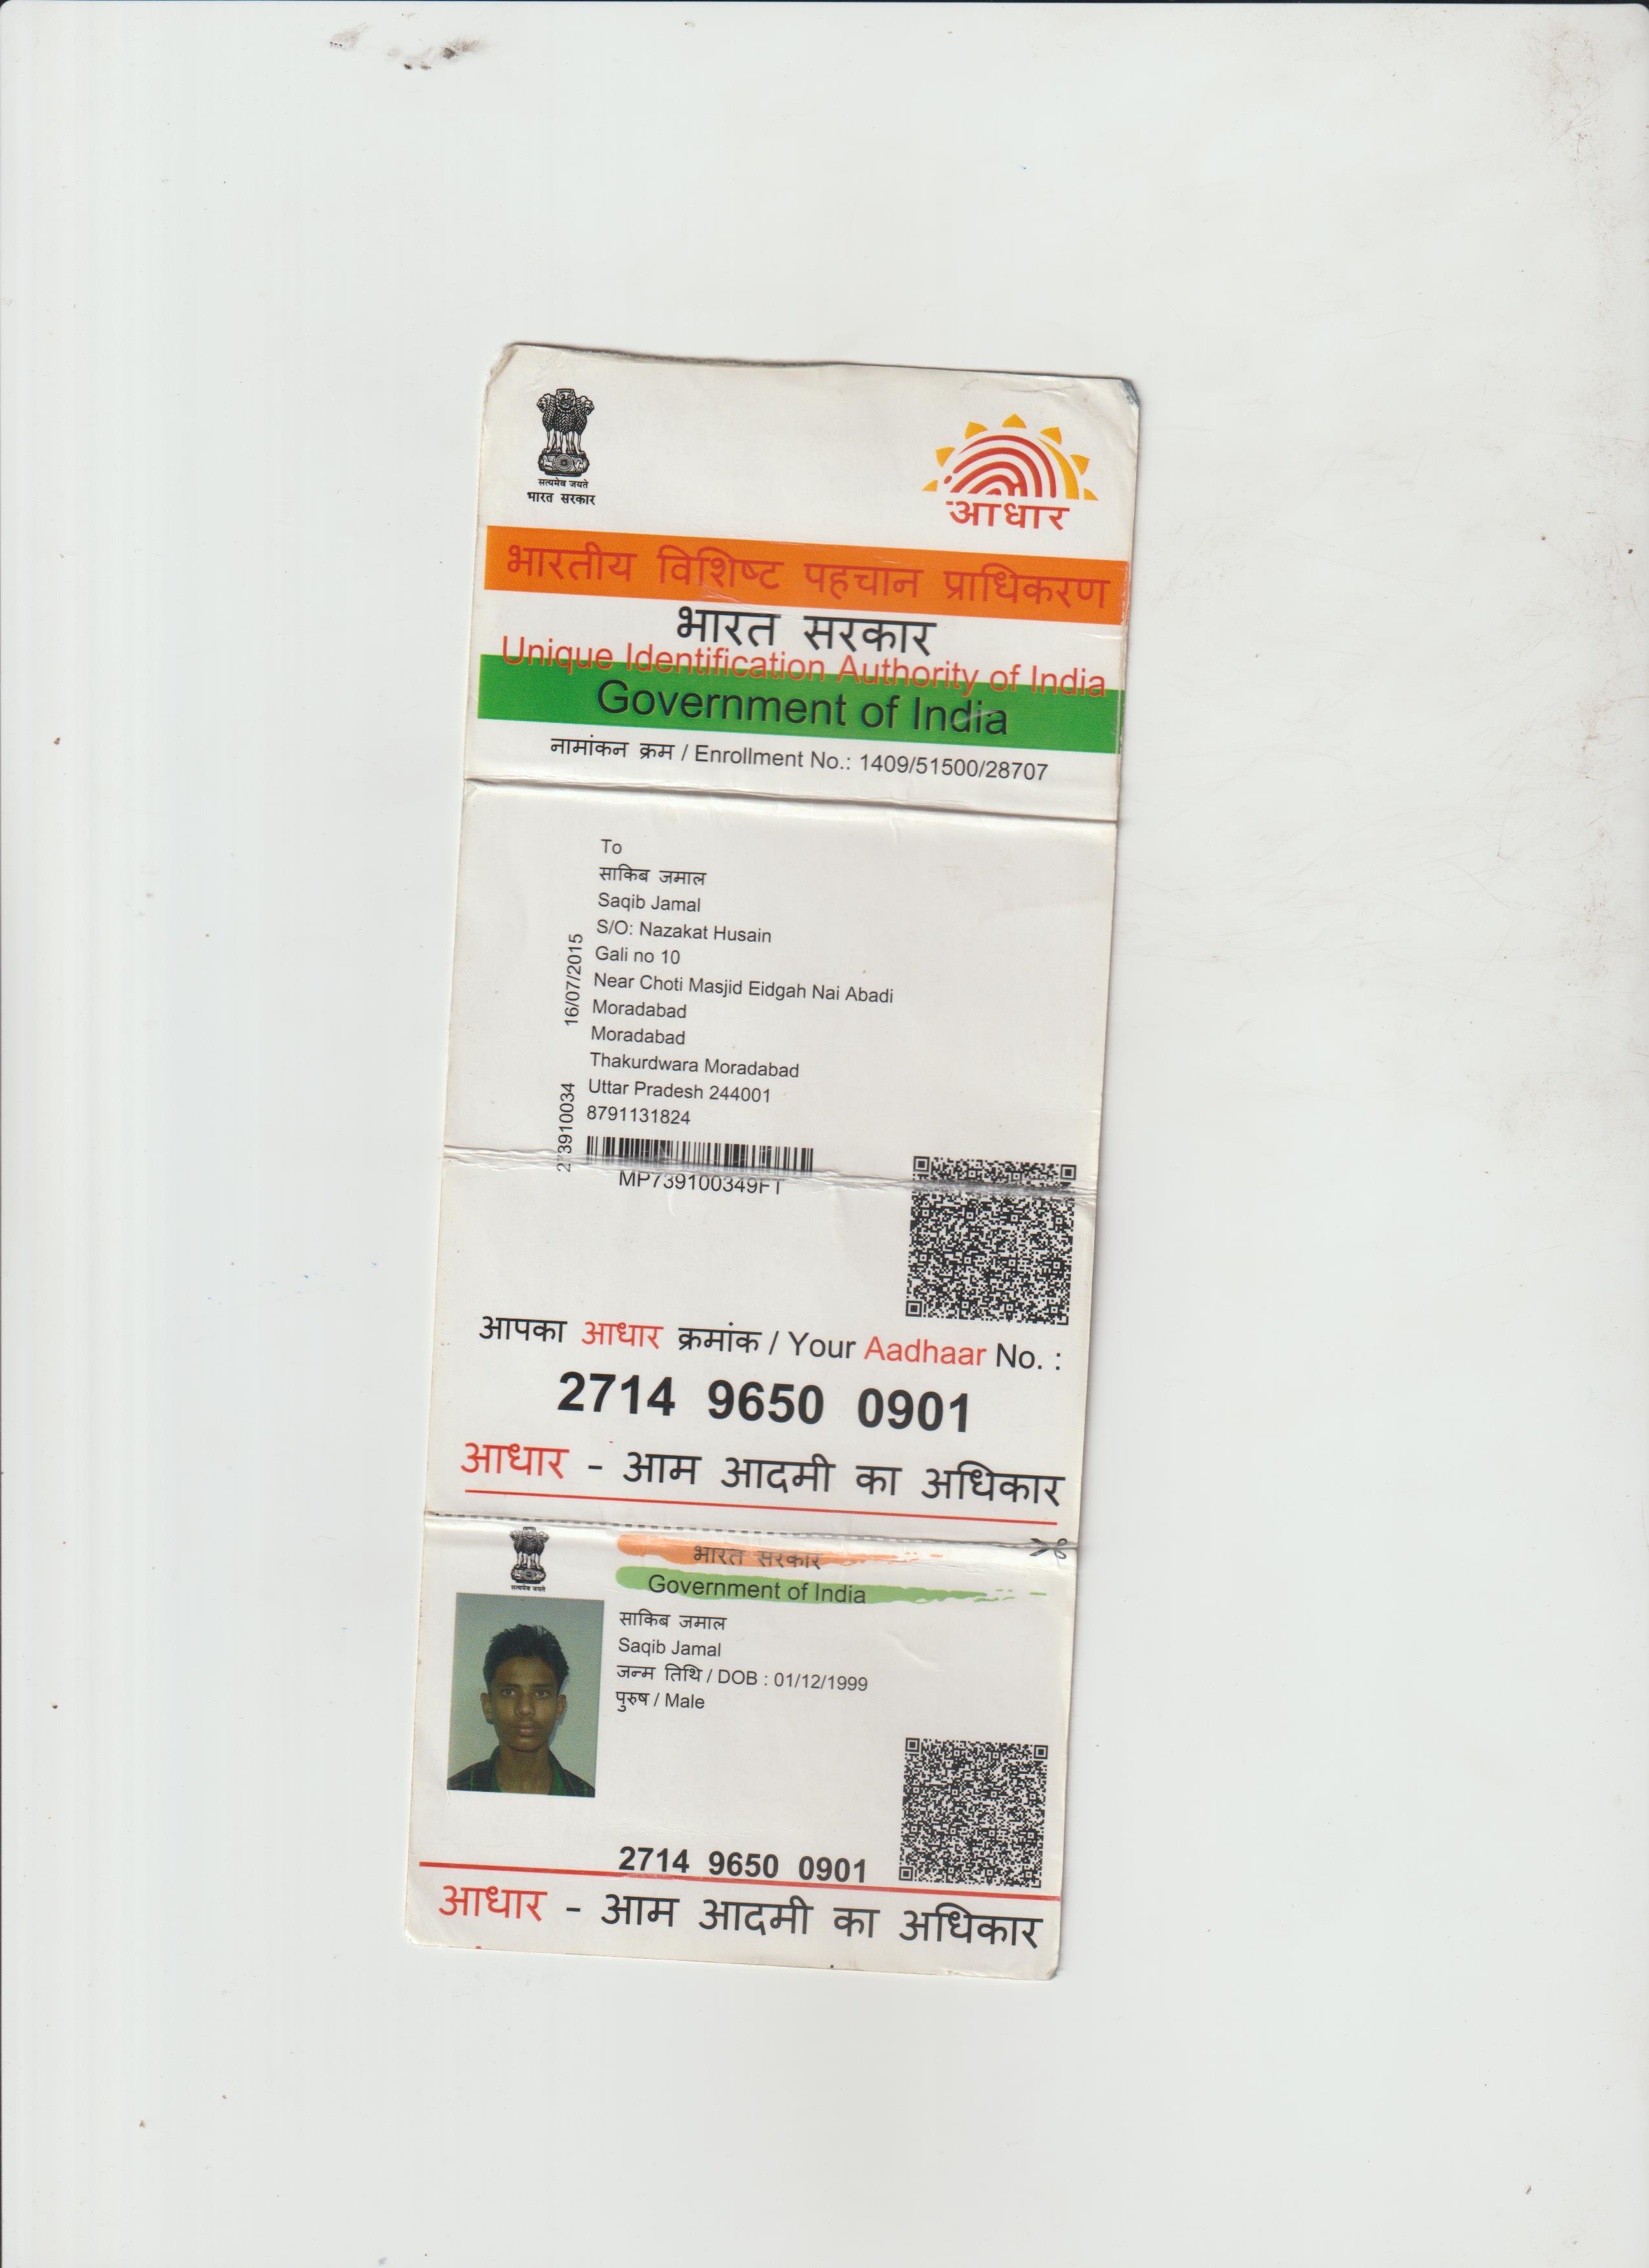 सत्यमेव जयते
भारत सरकार
आधार
भारतीय विशिष्ट पहचान प्राधिकरण
भारत सरकार
Unique Identification Authority of India
Government of India
नामांकन क्रम / Enrollment No.: 1409/51500/28707
To
साकिब जमाल
Saqib Jamal
S/O: Nazakat Husain
Gali no 10
Near Choti Masjid Eidgah Nai Abadi
Moradabad
Moradabad
Thakurdwara Moradabad
Uttar Pradesh 244001
8791131824
16/07/2015
MP739100349FT
आपका आधार क्रमांक / Your Aadhaar No. :
2714 9650 0901
आधार - आम आदमी का अधिकार
सत्यमेव जयते
भारत सरकार
Government of India
साकिब जमाल
Saqib Jamal
जन्म तिथि / DOB : 01/12/1999
पुरुष / Male
2714 9650 0901
आधार - आम आदमी का अधिकार